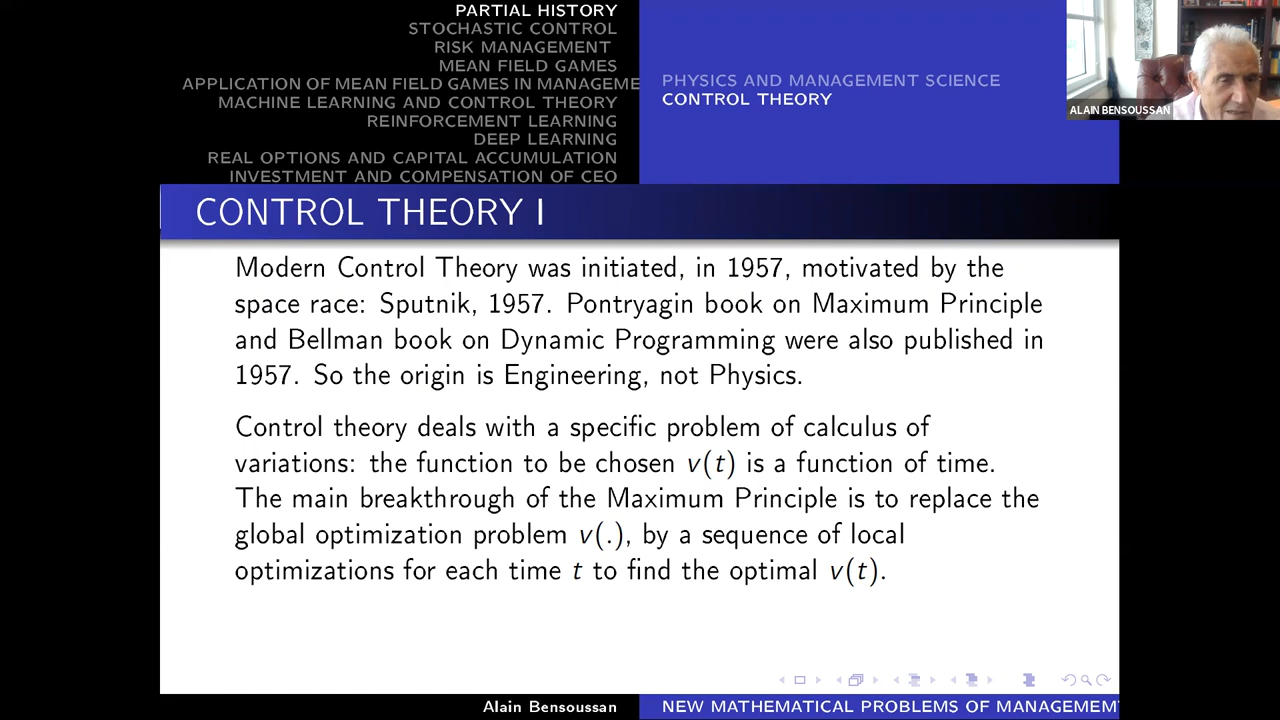 PARTIAL HISTORY
STOCHASTIC CONTROL
RISK MANAGEMENT
MEAN FIELD GAMES
APPLICATION OF MEAN FIELD GAMES IN MANAGEME
MACHINE LEARNING AND CONTROL THEORY
REINFORCEMENT LEARNING
DEEP LEARNING
REAL OPTIONS AND CAPITAL ACCUMULATION
INVESTMENT AND COMPENSATION OF CEO
PHYSICS AND MANAGEMENT SCIENCE
CONTROL THEORY
ALAIN BENSOUSSAN
CONTROL THEORY I
Modern Control Theory was initiated, in 1957, motivated by the
space race: Sputnik, 1957. Pontryagin book on Maximum Principle
and Bellman book on Dynamic Programming were also published in
1957. So the origin is Engineering, not Physics.
Control theory deals with a specific problem of calculus of
variations: the function to be chosen v(t) is a function of time.
The main breakthrough of the Maximum Principle is to replace the
global optimization problem v(.), by a sequence of local
optimizations for each time t to find the optimal v(t).
Alain Bensoussan
NEW MATHEMATICAL PROBLEMS OF MANAGEMENT